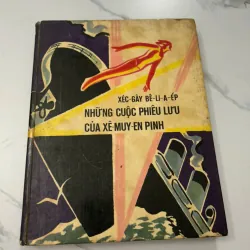 XÉC-GÂY BÊ-LI-A-ÉP
NHỮNG CUỘC PHIÊU LƯU
CỦA XÊ-MUY-EN PINH